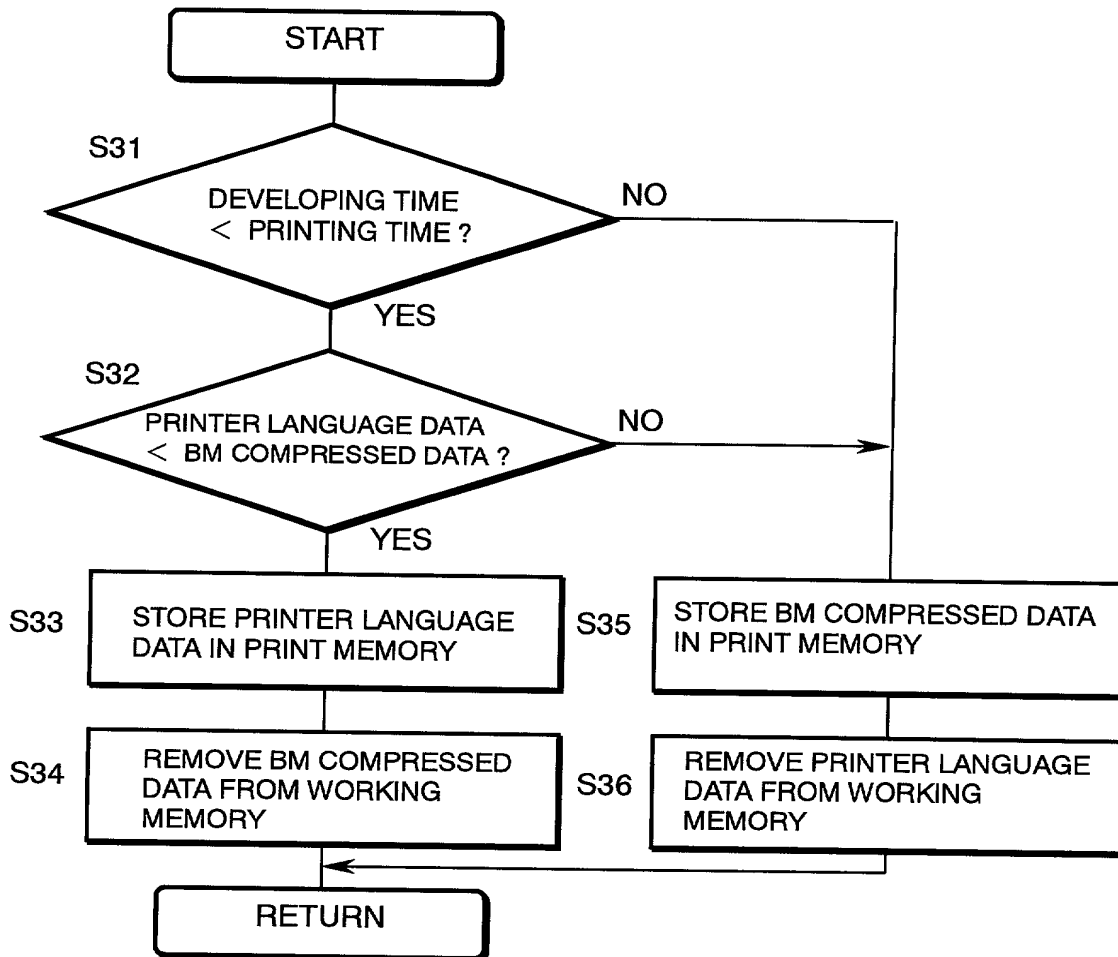 START
S31
DEVELOPING TIME
< PRINTING TIME ?
NO
YES
S32
PRINTER LANGUAGE DATA
< BM COMPRESSED DATA ?
NO
YES
S33
STORE PRINTER LANGUAGE
DATA IN PRINT MEMORY
S35
STORE BM COMPRESSED DATA
IN PRINT MEMORY
S34
REMOVE BM COMPRESSED
DATA FROM WORKING
MEMORY
S36
REMOVE PRINTER LANGUAGE
DATA FROM WORKING
MEMORY
RETURN